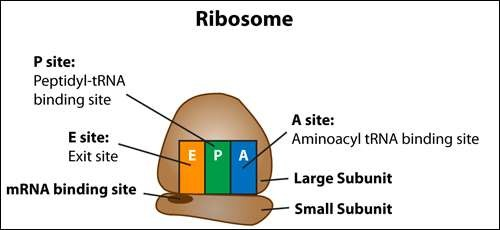 Ribosome
P site:
Peptidyl-tRNA
binding site
E site:
Exit site
mRNA binding site
E P A
A site:
Aminoacyl tRNA binding site
Large Subunit
Small Subunit